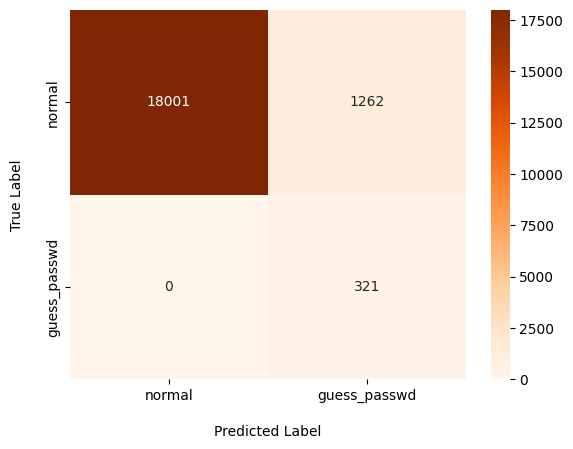 True Label
normal
guess_passwd
18001
1262
0
321
normal
guess_passwd
Predicted Label
17500
15000
12500
10000
7500
5000
2500
0